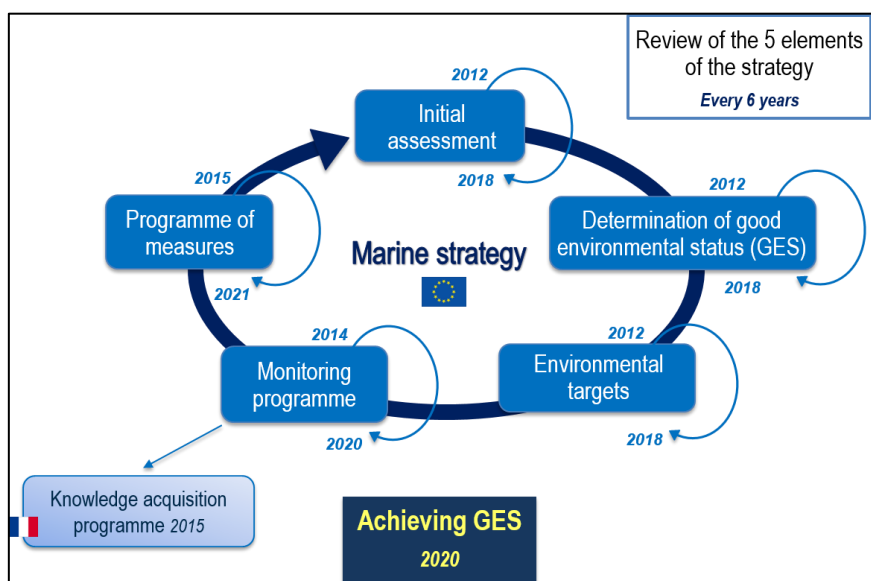 Review of the 5 elements
of the strategy
Every 6 years
2012
Initial
assessment
2018
2012
Determination of good
environmental status (GES)
2018
2012
Environmental
targets
2018
2014
Monitoring
programme
2020
2015
Programme of
measures
2021
Marine strategy
Knowledge acquisition
programme 2015
Achieving GES
2020